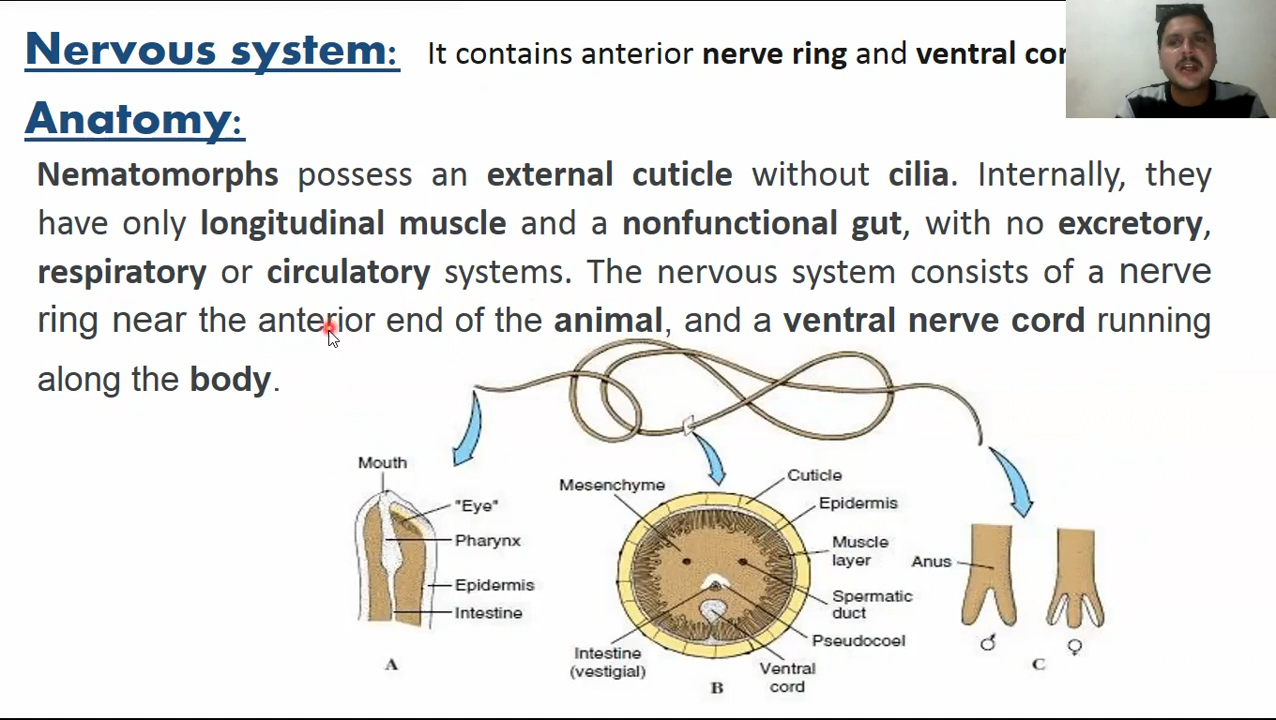 Nervous system: It contains anterior nerve ring and ventral
Anatomy:
Nematomorphs possess an external cuticle without cilia. Internally, they
have only longitudinal muscle and a nonfunctional gut, with no excretory,
respiratory or circulatory systems. The nervous system consists of a nerve
ring near the anterior end of the animal, and a ventral nerve cord running
along the body.
Mouth
"Eye"
Pharynx
Epidermis
Intestine
A
Mesenchyme
Cuticle
Epidermis
Muscle
layer
Spermatic
duct
Pseudocoel
Ventral
cord
Intestine
(vestigial)
B
Anus
♂
♀
C